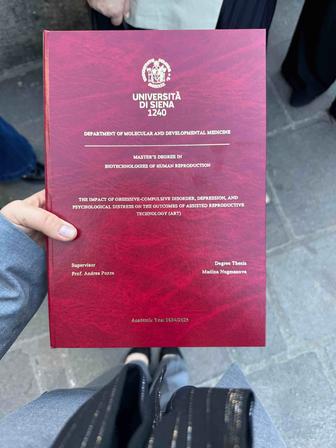 UNIVERSITÀ
DI SIENA
1240
DEPARTMENT OF MOLECULAR AND DEVELOPMENTAL MEDICINE
MASTER'S DEGREE IN
BIOTECHNOLOGIES OF HUMAN REPRODUCTION
THE IMPACT OF OBSESSIVE-COMPULSIVE DISORDER, DEPRESSION, AND
PSYCHOLOGICAL DISTRESS ON THE OUTCOMES OF ASSISTED REPRODUCTIVE
TECHNOLOGY (ART)
Supervisor Degree Thesis
Prof. Andrea Pozza Madina Nugmanova
Academic Year 2024/2025